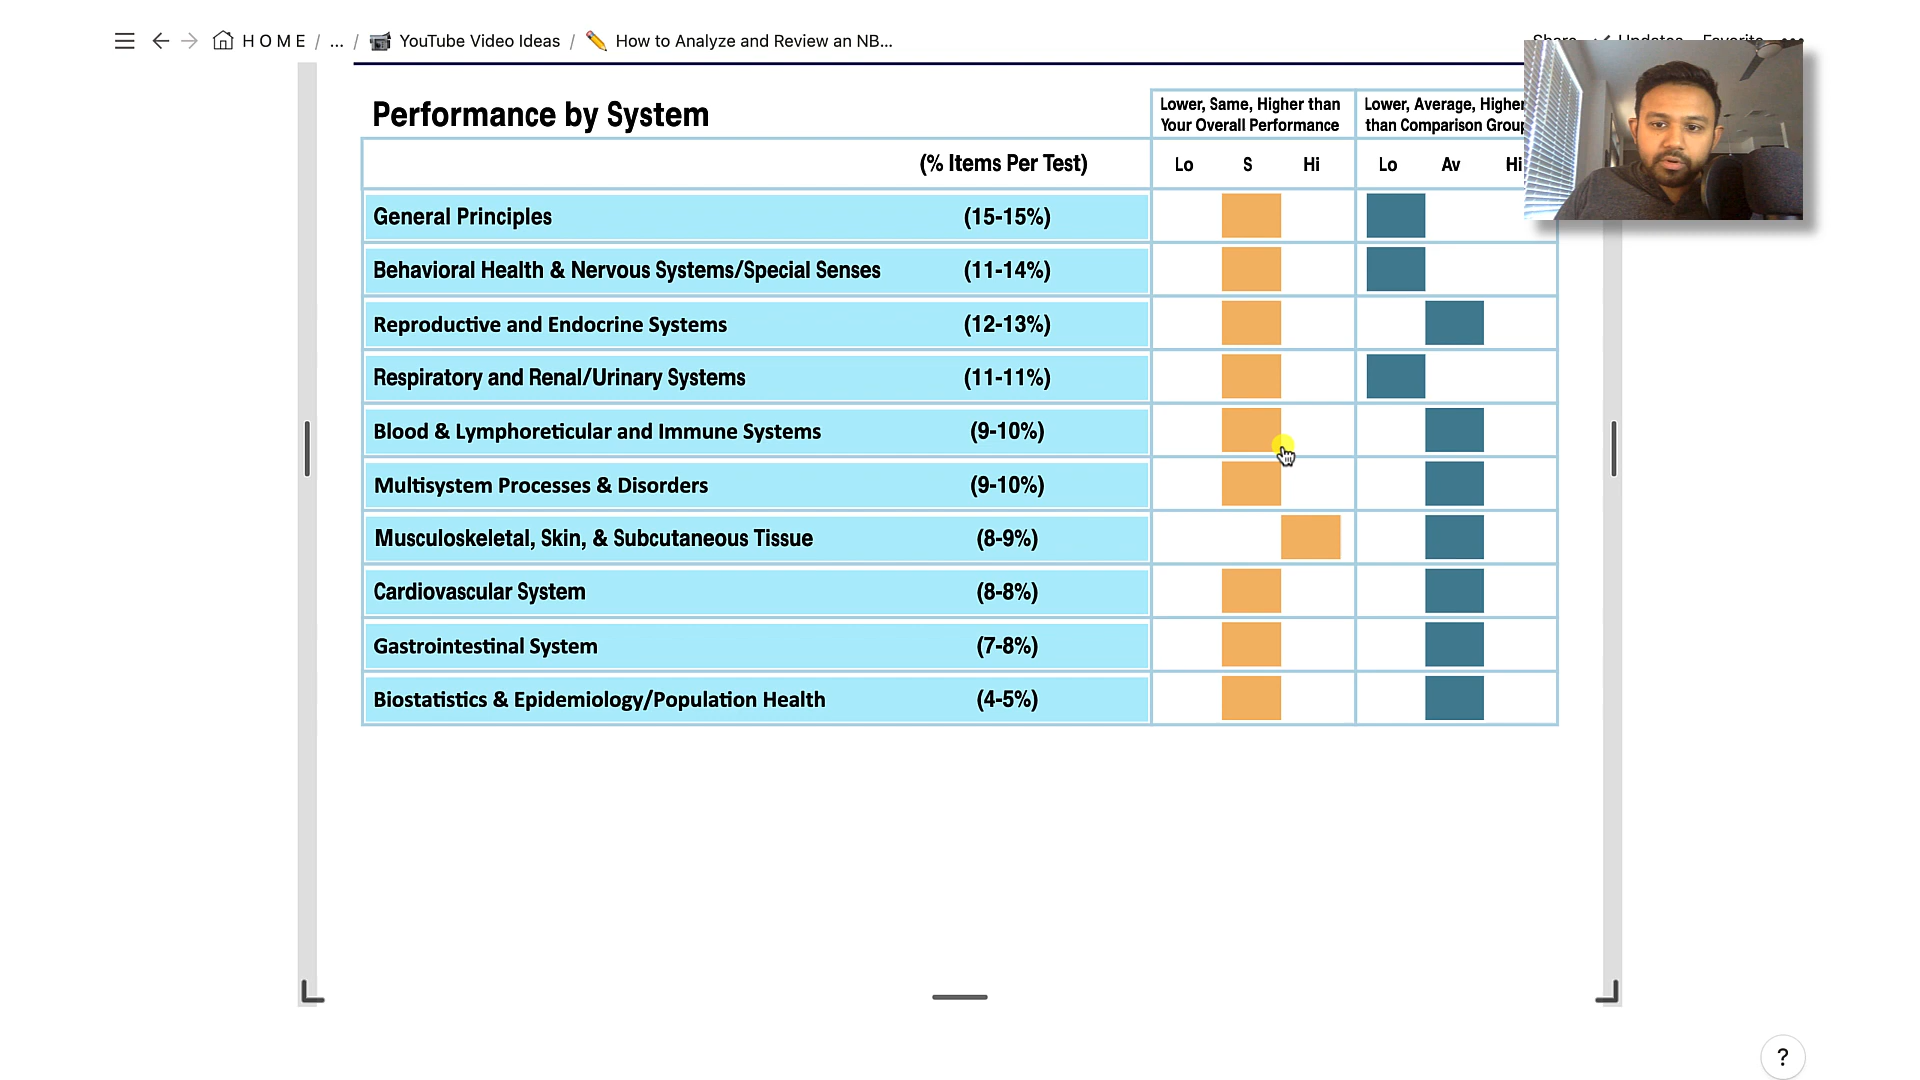 HOME / ... / YouTube Video Ideas / How to Analyze and Review an NB...
Share Updates Favorite
Performance by System
Lower, Same, Higher than
Your Overall Performance
Lower, Average, Higher
than Comparison Group
(% Items Per Test) Lo S Hi Lo Av Hi
General Principles (15-15%)
Behavioral Health & Nervous Systems/Special Senses (11-14%)
Reproductive and Endocrine Systems (12-13%)
Respiratory and Renal/Urinary Systems (11-11%)
Blood & Lymphoreticular and Immune Systems (9-10%)
Multisystem Processes & Disorders (9-10%)
Musculoskeletal, Skin, & Subcutaneous Tissue (8-9%)
Cardiovascular System (8-8%)
Gastrointestinal System (7-8%)
Biostatistics & Epidemiology/Population Health (4-5%)
?